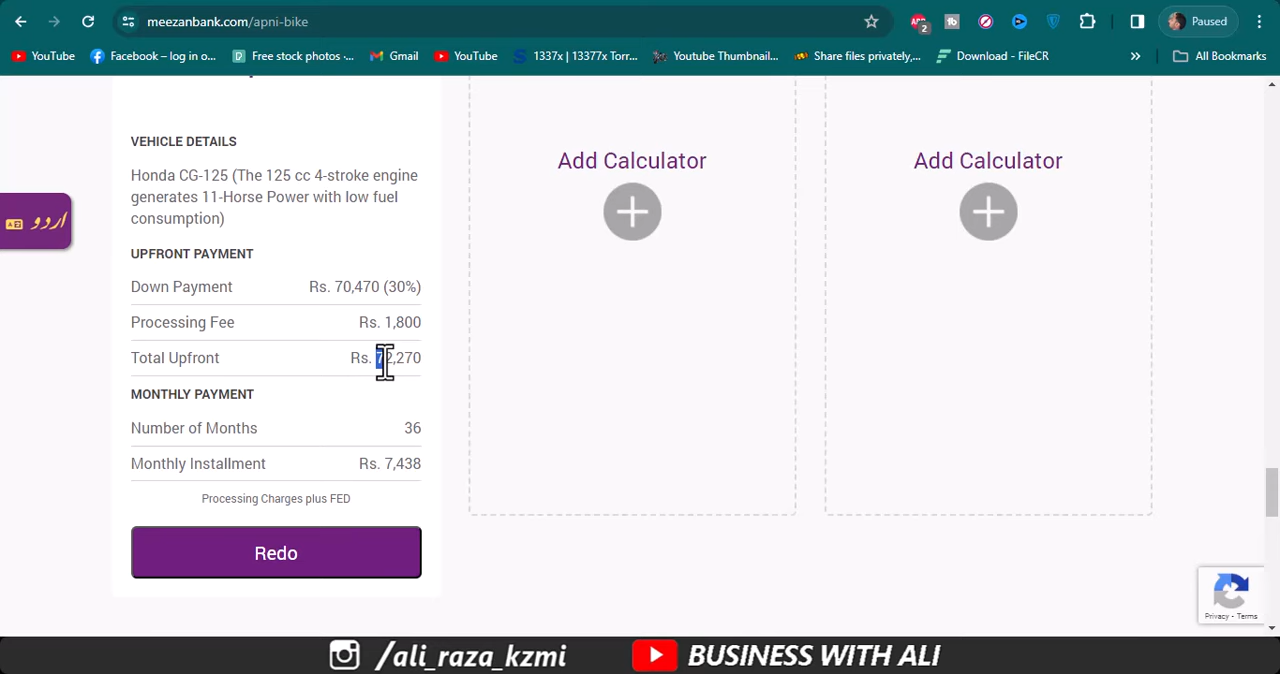 meezanbank.com/apni-bike
2
Paused
YouTube
Facebook – log in o...
Free stock photos -...
Gmail
YouTube
1337x | 13377x Torr...
Youtube Thumbnail...
Share files privately,...
Download - FileCR
»
All Bookmarks
اردو
VEHICLE DETAILS
Honda CG-125 (The 125 cc 4-stroke engine
generates 11-Horse Power with low fuel
consumption)
UPFRONT PAYMENT
Down Payment Rs. 70,470 (30%)
Processing Fee Rs. 1,800
Total Upfront Rs. 72,270
MONTHLY PAYMENT
Number of Months 36
Monthly Installment Rs. 7,438
Processing Charges plus FED
Redo
Add Calculator
Add Calculator
Privacy - Terms
/ali_raza_kzmi
BUSINESS WITH ALI